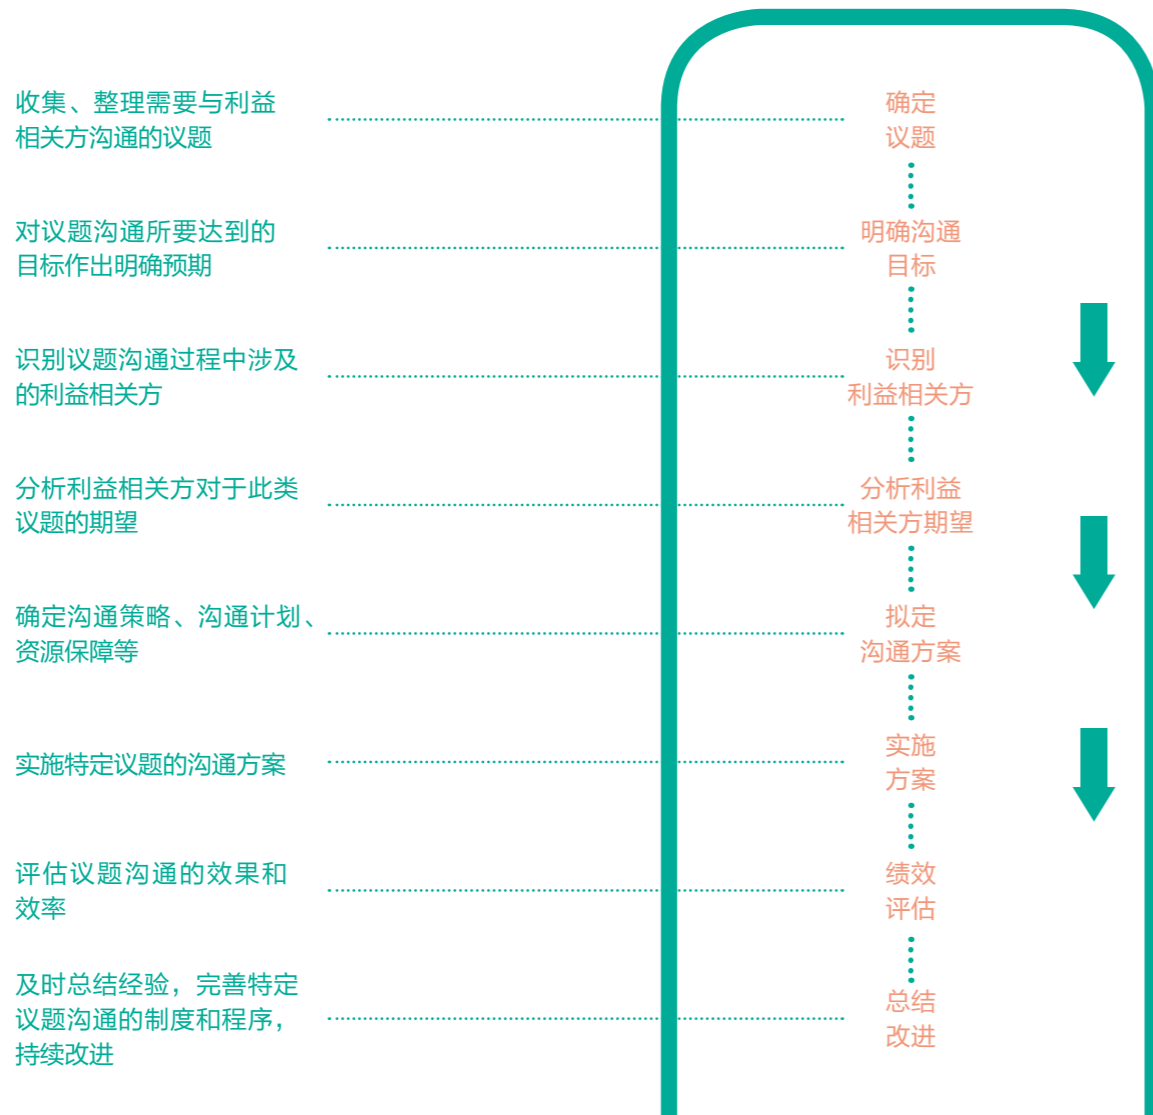 收集、整理需要与利益
相关方沟通的议题
确定
议题
对议题沟通所要达到的
目标作出明确预期
明确沟通
目标
识别议题沟通过程中涉及
的利益相关方
识别
利益相关方
分析利益相关方对于此类
议题的期望
分析利益
相关方期望
确定沟通策略、沟通计划、
资源保障等
拟定
沟通方案
实施特定议题的沟通方案
实施
方案
评估议题沟通的效果和
效率
绩效
评估
及时总结经验，完善特定
议题沟通的制度和程序，
持续改进
总结
改进